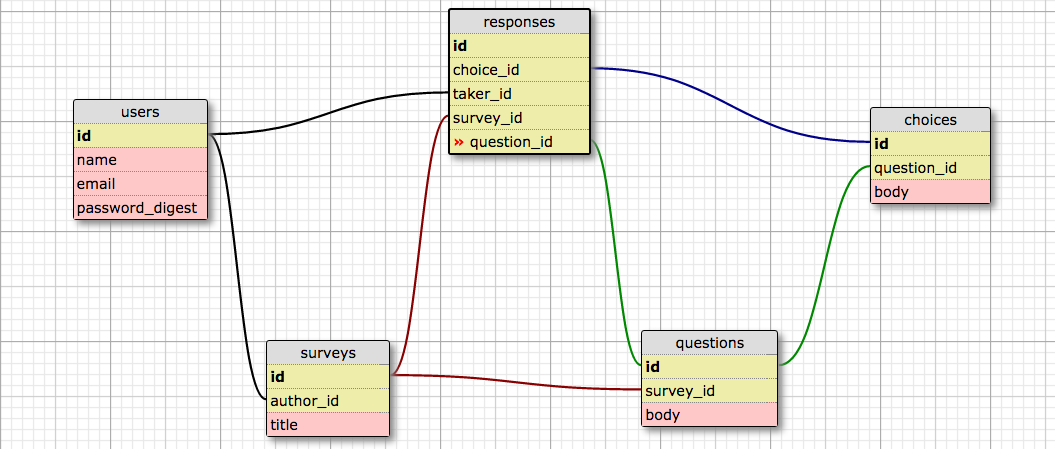 responses
id
choice_id
taker_id
survey_id
» question_id
users
id
name
email
password_digest
choices
id
question_id
body
surveys
id
author_id
title
questions
id
survey_id
body